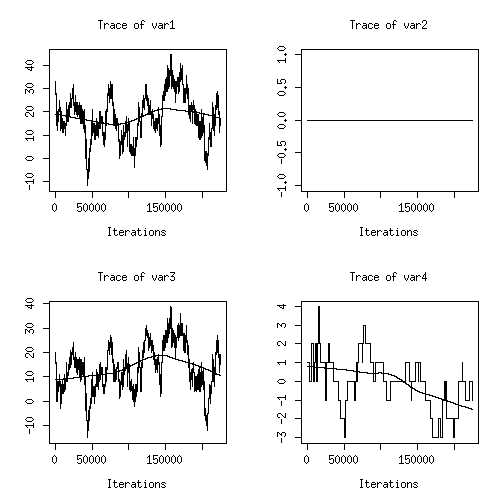 Trace of var1
40
30
20
10
0
-10
0 50000 150000
Iterations
Trace of var2
1.0
0.5
0.0
-0.5
-1.0
0 50000 150000
Iterations
Trace of var3
40
30
20
10
0
-10
0 50000 150000
Iterations
Trace of var4
4
3
2
1
0
-1
-2
-3
0 50000 150000
Iterations